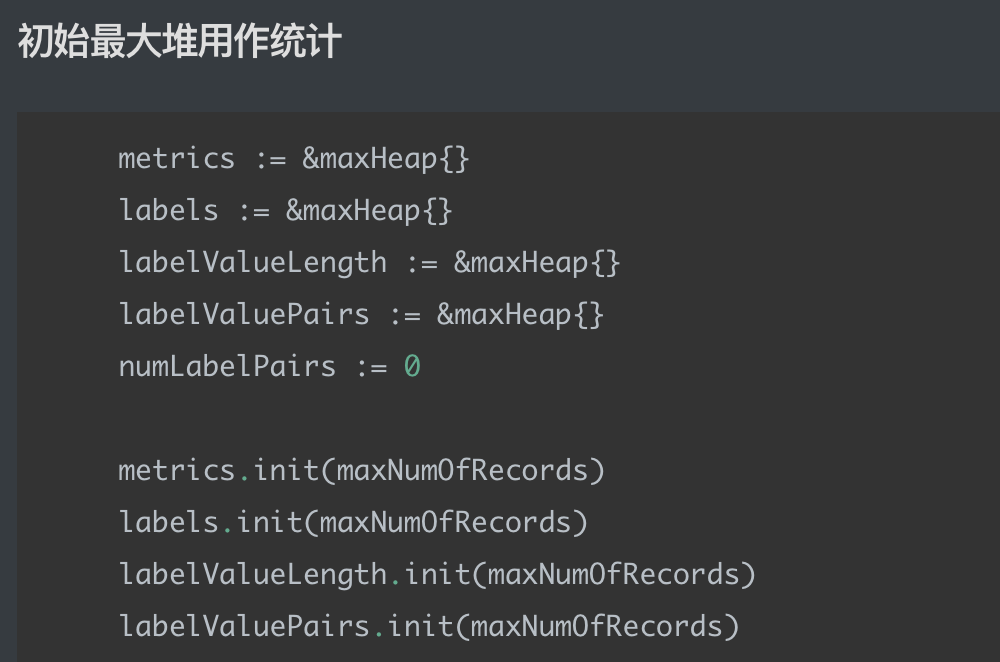 初始最大堆用作统计
metrics := &maxHeap{}
labels := &maxHeap{}
labelValueLength := &maxHeap{}
labelValuePairs := &maxHeap{}
numLabelPairs := 0
metrics.init(maxNumOfRecords)
labels.init(maxNumOfRecords)
labelValueLength.init(maxNumOfRecords)
labelValuePairs.init(maxNumOfRecords)